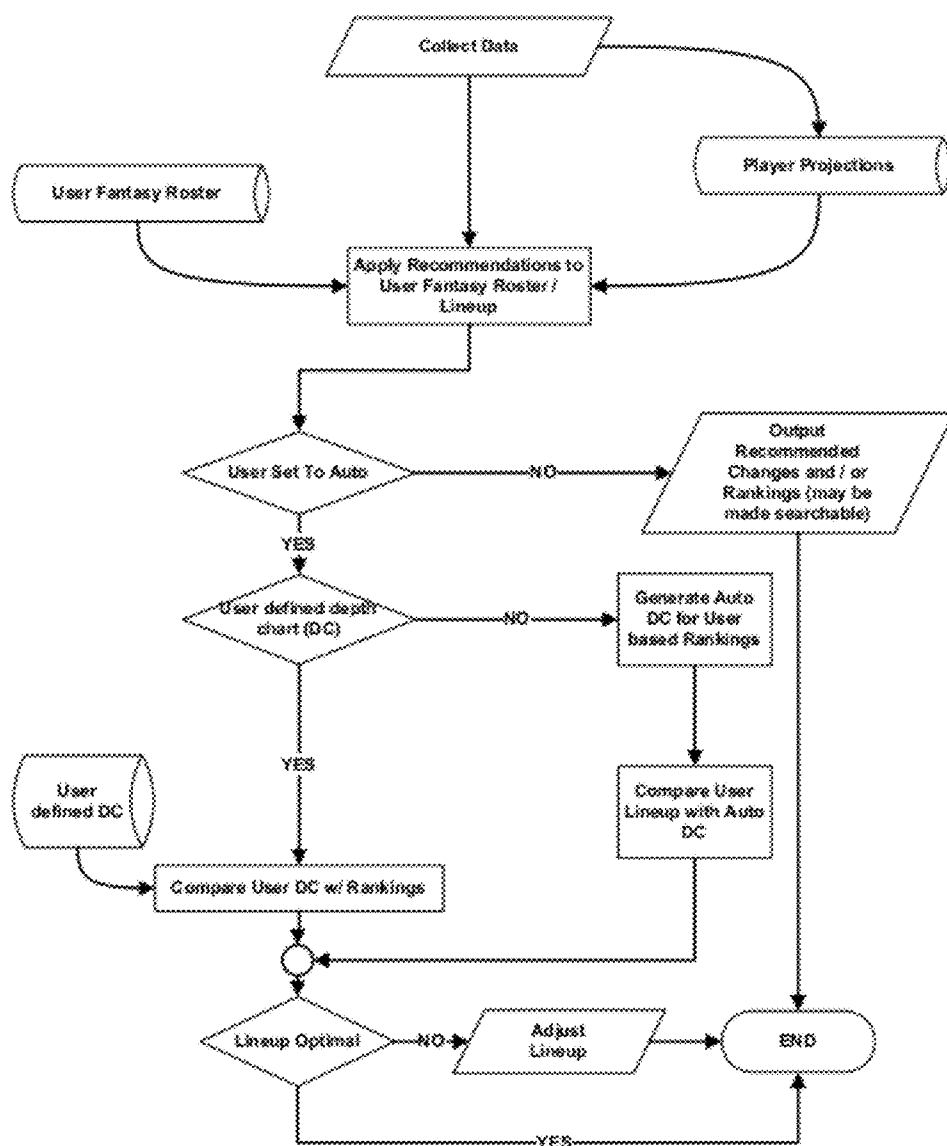 Collect Data
User Fantasy Roster
Player Projections
Apply Recommendations to
User Fantasy Roster /
Lineup
User Set To Auto
NO
Output
Recommended
Changes and / or
Rankings (may be
made searchable)
YES
User defined depth
chart (DC)
NO
Generate Auto
DC for User
based Rankings
YES
User
defined DC
Compare User
Lineup with Auto
DC
Compare User DC w/ Rankings
Lineup Optimal
NO
Adjust
Lineup
END
YES